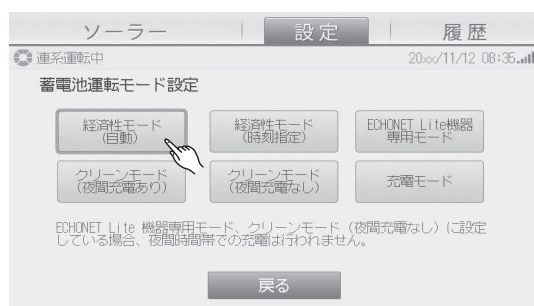 ソーラー 設定 履歴
連系運転中 20××/11/12 08:35
蓄電池運転モード設定
経済性モード
（自動）
経済性モード
（時刻指定）
ECHONET Lite機器
専用モード
クリーンモード
（夜間充電あり）
クリーンモード
（夜間充電なし）
充電モード
ECHONET Lite 機器専用モード、クリーンモード（夜間充電なし）に設定
している場合、夜間時間帯での充電は行われません。
戻る